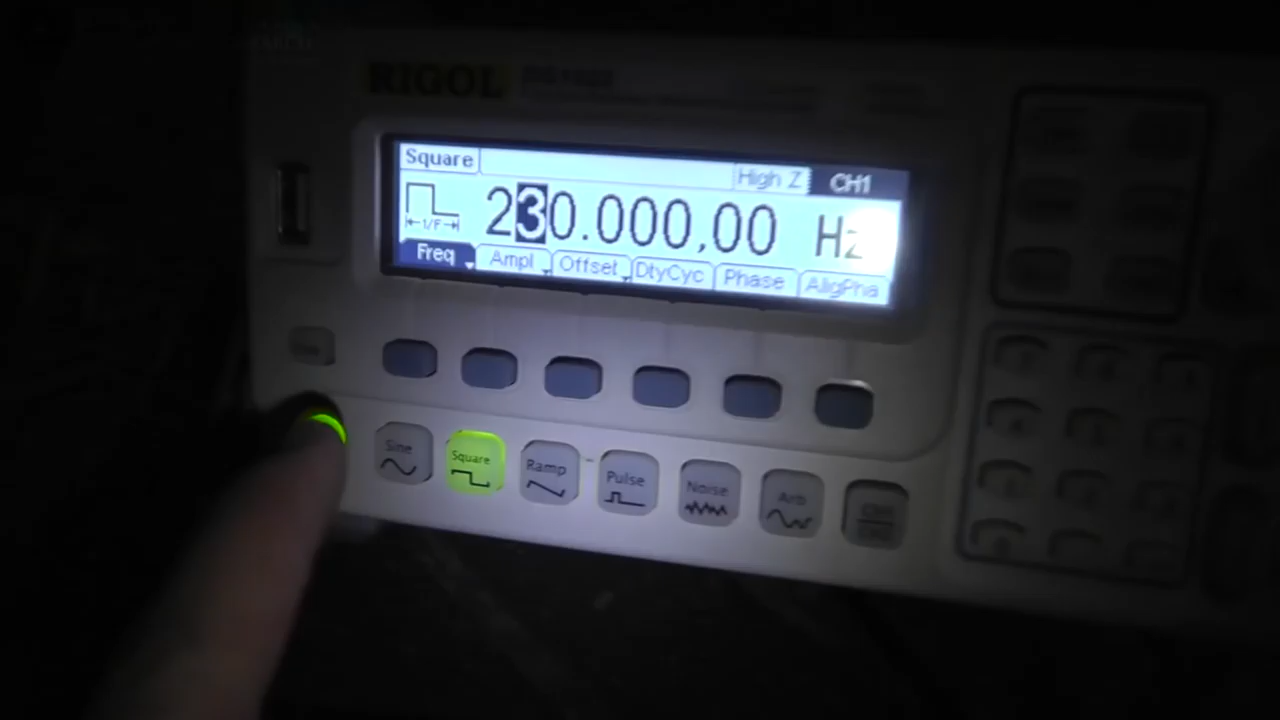 RIGOL
Square
High Z CH1
230.000,00 Hz
←1/F→
Freq Ampl Offset DtyCyc Phase AligPha
Sine Square Ramp Pulse Noise Arb